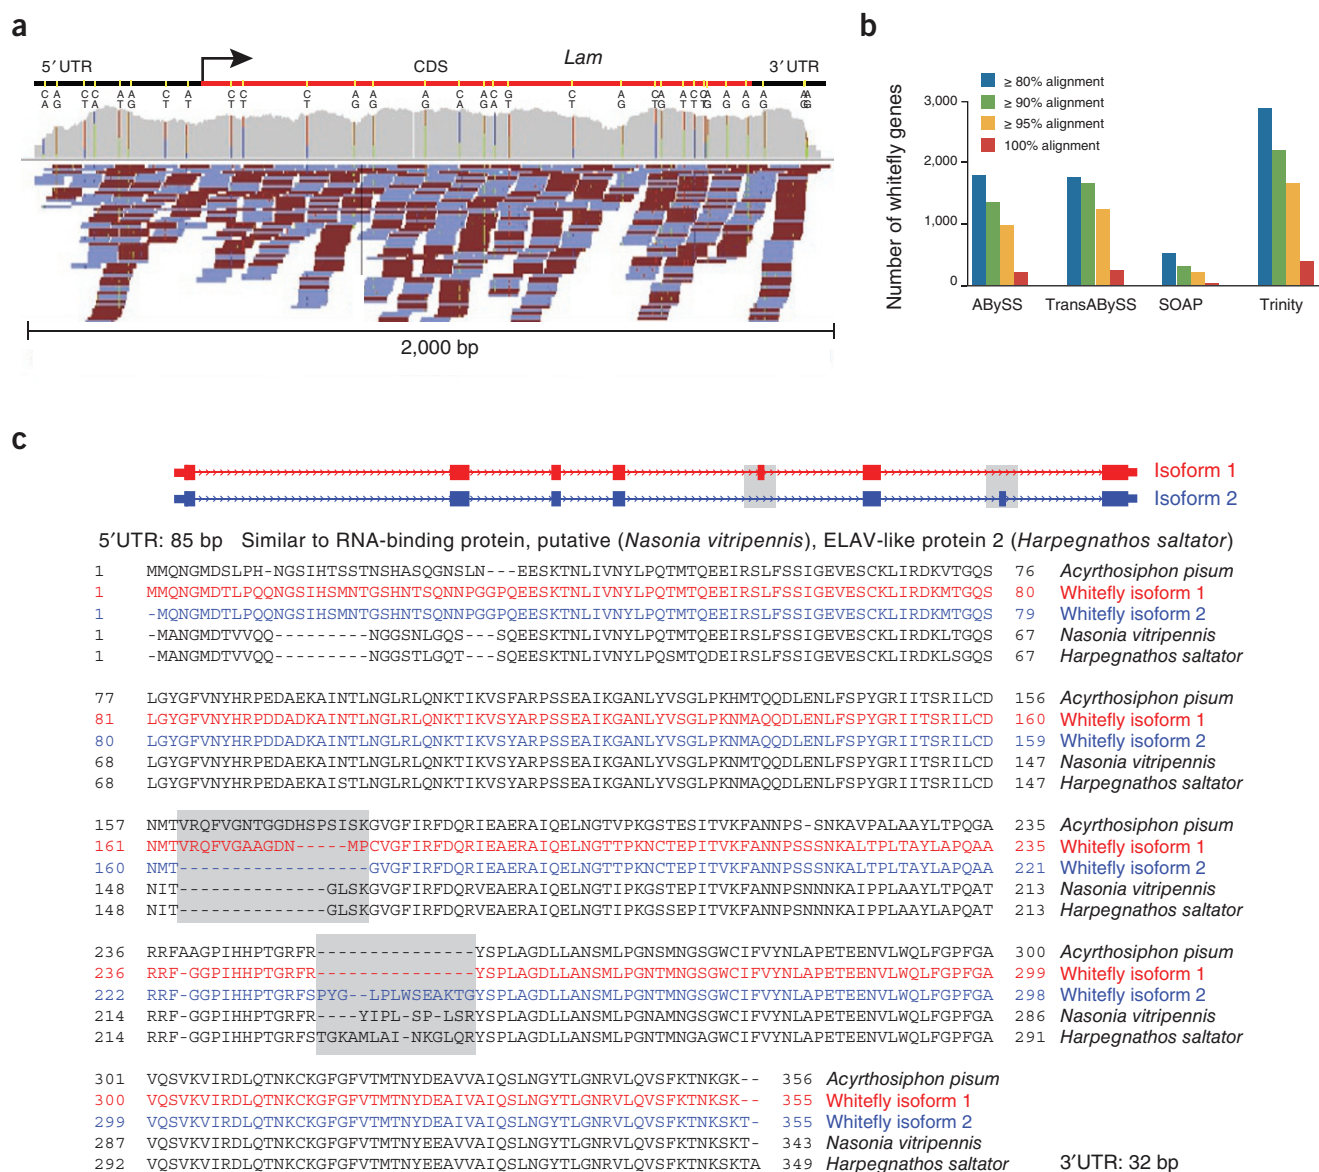 a
5′ UTR
Lam
CDS
3′ UTR
2,000 bp
b
Number of whitefly genes
≥ 80% alignment
≥ 90% alignment
≥ 95% alignment
100% alignment
3,000
2,000
1,000
0
ABySS TransABySS SOAP Trinity
c
Isoform 1
Isoform 2
5′UTR: 85 bp Similar to RNA-binding protein, putative (Nasonia vitripennis), ELAV-like protein 2 (Harpegnathos saltator)
1 MMQNGMDSLPH-NGSIHTSSTNSHASQGNSLN---EESKTNLIVNYLPQTMTQEEIRSLFSSIGEVESCKLIRDKVTGQS 76 Acyrthosiphon pisum
1 MMQNGMDTLPQQNGSIHSMNTGSHNTSQNNPGGPQEESKTNLIVNYLPQTMTQEEIRSLFSSIGEVESCKLIRDKMTGQS 80 Whitefly isoform 1
1 -MQNGMDTLPQQNGSIHSMNTGSHNTSQNNPGGPQEESKTNLIVNYLPQTMTQEEIRSLFSSIGEVESCKLIRDKMTGQS 79 Whitefly isoform 2
1 -MANGMDTVVQQ---------NGGSNLGQS---SQEESKTNLIVNYLPQTMTQEEIRSLFSSIGEVESCKLIRDKLTGQS 67 Nasonia vitripennis
1 -MANGMDTVVQQ---------NGGSTLGQT---SQEESKTNLIVNYLPQSMTQDEIRSLFSSIGEVESCKLIRDKLSGQS 67 Harpegnathos saltator
77 LGYGFVNYHRPEDAEKAINTLNGLRLQNKTIKVSFARPSSEAIKGANLYVSGLPKHMTQQDLENLFSPYGRIITSRILCD 156 Acyrthosiphon pisum
81 LGYGFVNYHRPDDADKAINTLNGLRLQNKTIKVSYARPSSEAIKGANLYVSGLPKNMAQQDLENLFSPYGRIITSRILCD 160 Whitefly isoform 1
80 LGYGFVNYHRPDDADKAINTLNGLRLQNKTIKVSYARPSSEAIKGANLYVSGLPKNMAQQDLENLFSPYGRIITSRILCD 159 Whitefly isoform 2
68 LGYGFVNYHRPEDAEKAINTLNGLRLQNKTIKVSYARPSSEAIKGANLYVSGLPKNMAQQDLENLFSPYGRIITSRILCD 147 Nasonia vitripennis
68 LGYGFVNYHRPEDAEKAISTLNGLRLQNKTIKVSYARPSSEAIKGANLYVSGLPKNMAQQDLENLFSPYGRIITSRILCD 147 Harpegnathos saltator
157 NMTVRQFVGNTGGDHSPSISKGVGFIRFDQRIEAERAIQELNGTVPKGSTESITVKFANNPS-SNKAVPALAAYLTPQGA 235 Acyrthosiphon pisum
161 NMTVRQFVGAAGDN-----MPCVGFIRFDQRIEAERAIQELNGTTPKNCTEPITVKFANNPSSSNKALTPLTAYLAPQAA 235 Whitefly isoform 1
160 NMT------------------GVGFIRFDQRIEAERAIQELNGTTPKNCTEPITVKFANNPSSSNKALTPLTAYLAPQAA 221 Whitefly isoform 2
148 NIT--------------GLSKGVGFIRFDQRVEAERAIQELNGTIPKGSTEPITVKFANNPSNNNKAIPPLAAYLTPQAT 213 Nasonia vitripennis
148 NIT--------------GLSKGVGFIRFDQRVEAERAIQELNGTIPKGSSEPITVKFANNPSNNNKAIPPLAAYLAPQAT 213 Harpegnathos saltator
236 RRFAAGPIHHPTGRFR---------------YSPLAGDLLANSMLPGNSMNGSGWCIFVYNLAPETEENVLWQLFGPFGA 300 Acyrthosiphon pisum
236 RRF-GGPIHHPTGRFR---------------YSPLAGDLLANSMLPGNTMNGSGWCIFVYNLAPETEENVLWQLFGPFGA 299 Whitefly isoform 1
222 RRF-GGPIHHPTGRFSPYG--LPLWSEAKTGYSPLAGDLLANSMLPGNTMNGSGWCIFVYNLAPETEENVLWQLFGPFGA 298 Whitefly isoform 2
214 RRF-GGPIHHPTGRFR----YIPL-SP-LSRYSPLAGDLLANSMLPGNAMNGSGWCIFVYNLAPETEENVLWQLFGPFGA 286 Nasonia vitripennis
214 RRF-GGPIHHPTGRFSTGKAMLAI-NKGLQRYSPLAGDLLANSMLPGNTMNGAGWCIFVYNLAPETEENVLWQLFGPFGA 291 Harpegnathos saltator
301 VQSVKVIRDLQTNKCKGFGFVTMTNYDEAVVAIQSLNGYTLGNRVLQVSFKTNKGK-- 356 Acyrthosiphon pisum
300 VQSVKVIRDLQTNKCKGFGFVTMTNYDEAVVAIQSLNGYTLGNRVLQVSFKTNKSK-- 355 Whitefly isoform 1
299 VQSVKVIRDLQTNKCKGFGFVTMTNYDEAVVAIQSLNGYTLGNRVLQVSFKTNKSKT- 355 Whitefly isoform 2
287 VQSVKVIRDLQTNKCKGFGFVTMTNYEEAVVAIQSLNGYTLGNRVLQVSFKTNKSKT- 343 Nasonia vitripennis
292 VQSVKVIRDLQTNKCKGFGFVTMTNYEEAVVAIQSLNGYTLGNRVLQVSFKTNKSKTA 349 Harpegnathos saltator
3′UTR: 32 bp